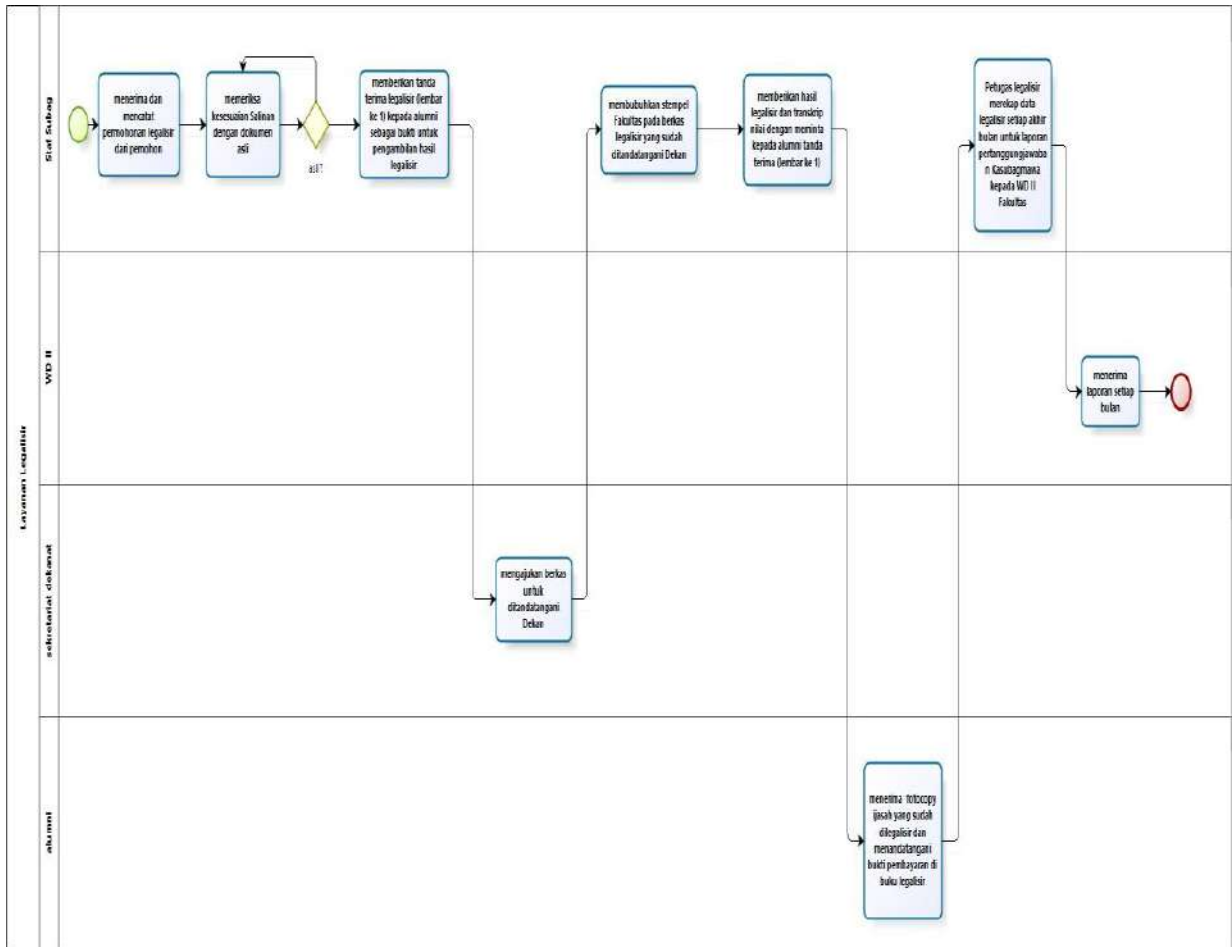 Layanan Legalisir
Staf Subag
menerima dan
mencatat
permohonan legalisir
dari pemohon
memeriksa
kesesuaian Salinan
dengan dokumen
asli
asli?
memberikan tanda
terima legalisir (lembar
ke 1) kepada alumni
sebagai bukti untuk
pengambilan hasil
legalisir
membubuhkan stempel
Fakultas pada berkas
legalisir yang sudah
ditandatangani Dekan
memberikan hasil
legalisir dan transkrip
nilai dengan meminta
kepada alumni tanda
terima (lembar ke 1)
Petugas legalisir
merekap data
legalisir setiap akhir
bulan untuk laporan
pertanggungjawaba
n Kasubagmawa
kepada WD II
Fakultas
WD II
menerima
laporan setiap
bulan
sekretariat dekanat
mengajukan berkas
untuk
ditandatangani
Dekan
alumni
menerima fotocopy
ijasah yang sudah
dilegalisir dan
menandatangani
bukti pembayaran di
buku legalisir